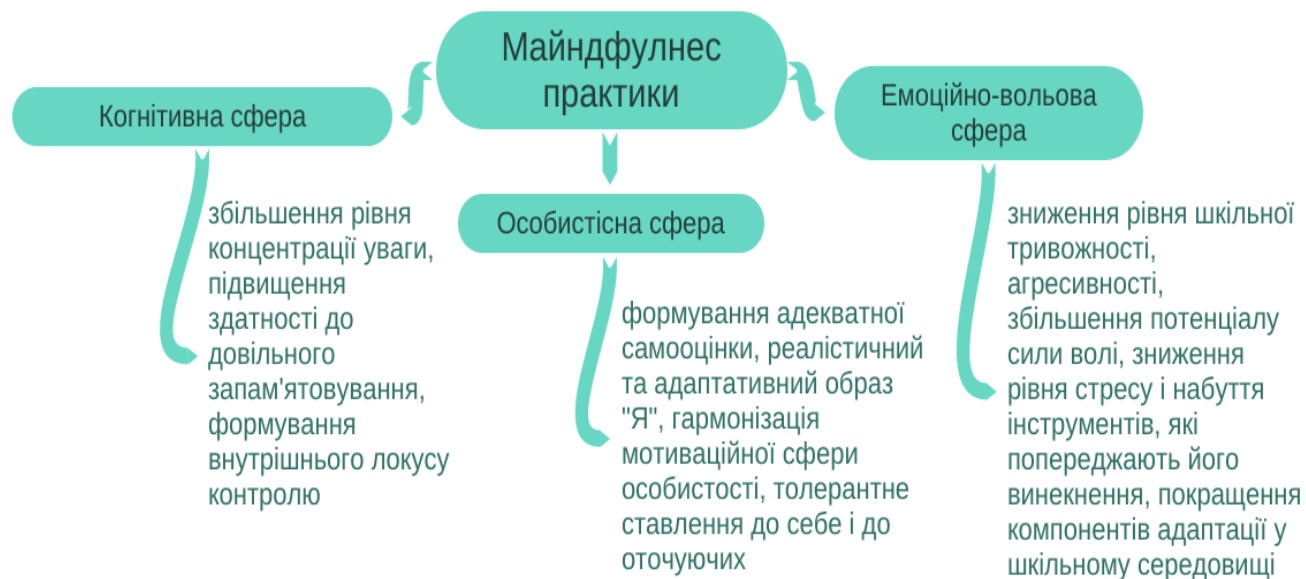 Майндфулнес
практики
Когнітивна сфера
збільшення рівня
концентрації уваги,
підвищення
здатності до
довільного
запам'ятовування,
формування
внутрішнього локусу
контролю
Особистісна сфера
формування адекватної
самооцінки, реалістичний
та адаптативний образ
"Я", гармонізація
мотиваційної сфери
особистості, толерантне
ставлення до себе і до
оточуючих
Емоційно-вольова
сфера
зниження рівня шкільної
тривожності,
агресивності,
збільшення потенціалу
сили волі, зниження
рівня стресу і набуття
інструментів, які
попереджають його
винекнення, покращення
компонентів адаптації у
шкільному середовищі